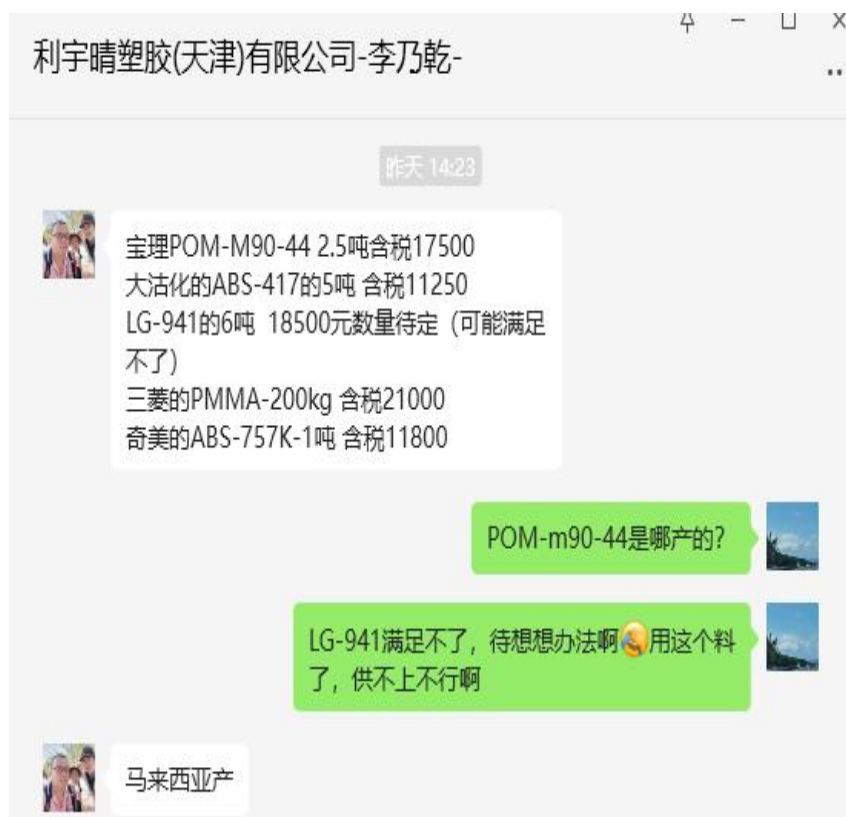 利宇晴塑胶(天津)有限公司-李乃乾-
昨天 14:23
宝理POM-M90-44 2.5吨含税17500
大沽化的ABS-417的5吨 含税11250
LG-941的6吨 18500元数量待定（可能满足
不了）
三菱的PMMA-200kg 含税21000
奇美的ABS-757K-1吨 含税11800
POM-m90-44是哪产的?
LG-941满足不了，待想想办法啊用这个料
了，供不上不行啊
马来西亚产